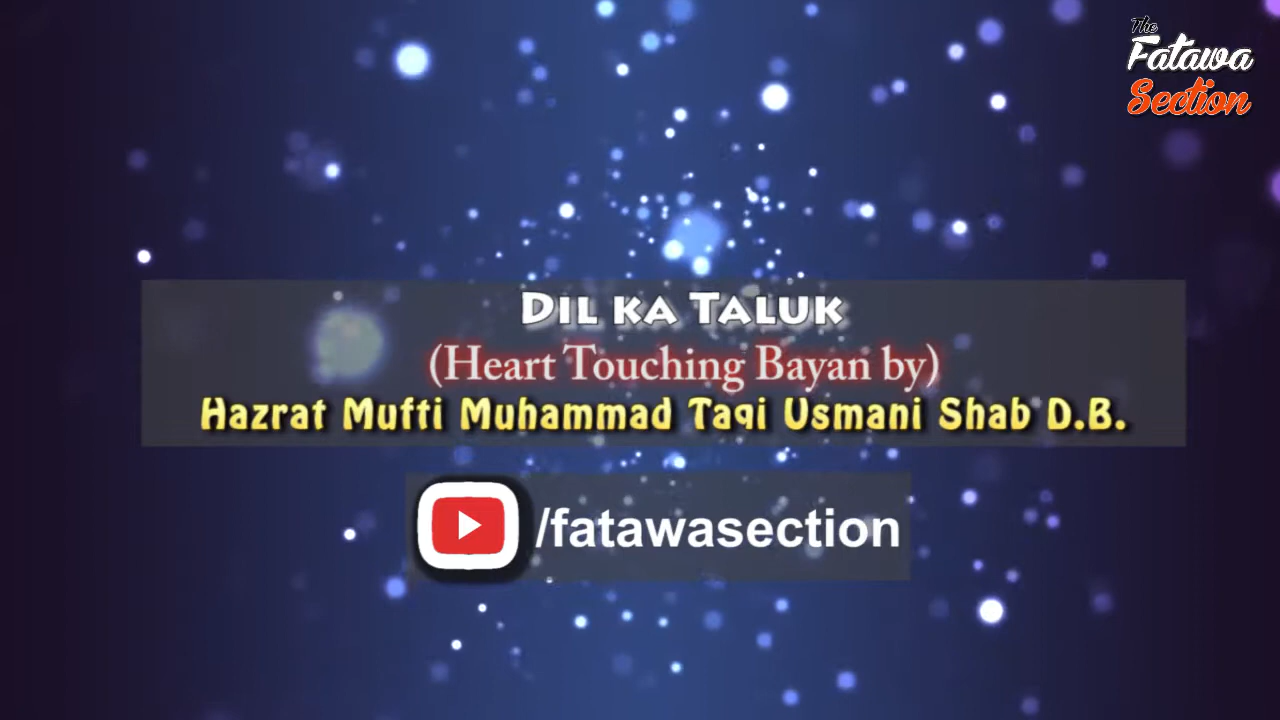 The
Fatawa
Section
Dil ka Taluk
(Heart Touching Bayan by)
Hazrat Mufti Muhammad Taqi Usmani Shab D.B.
/fatawasection